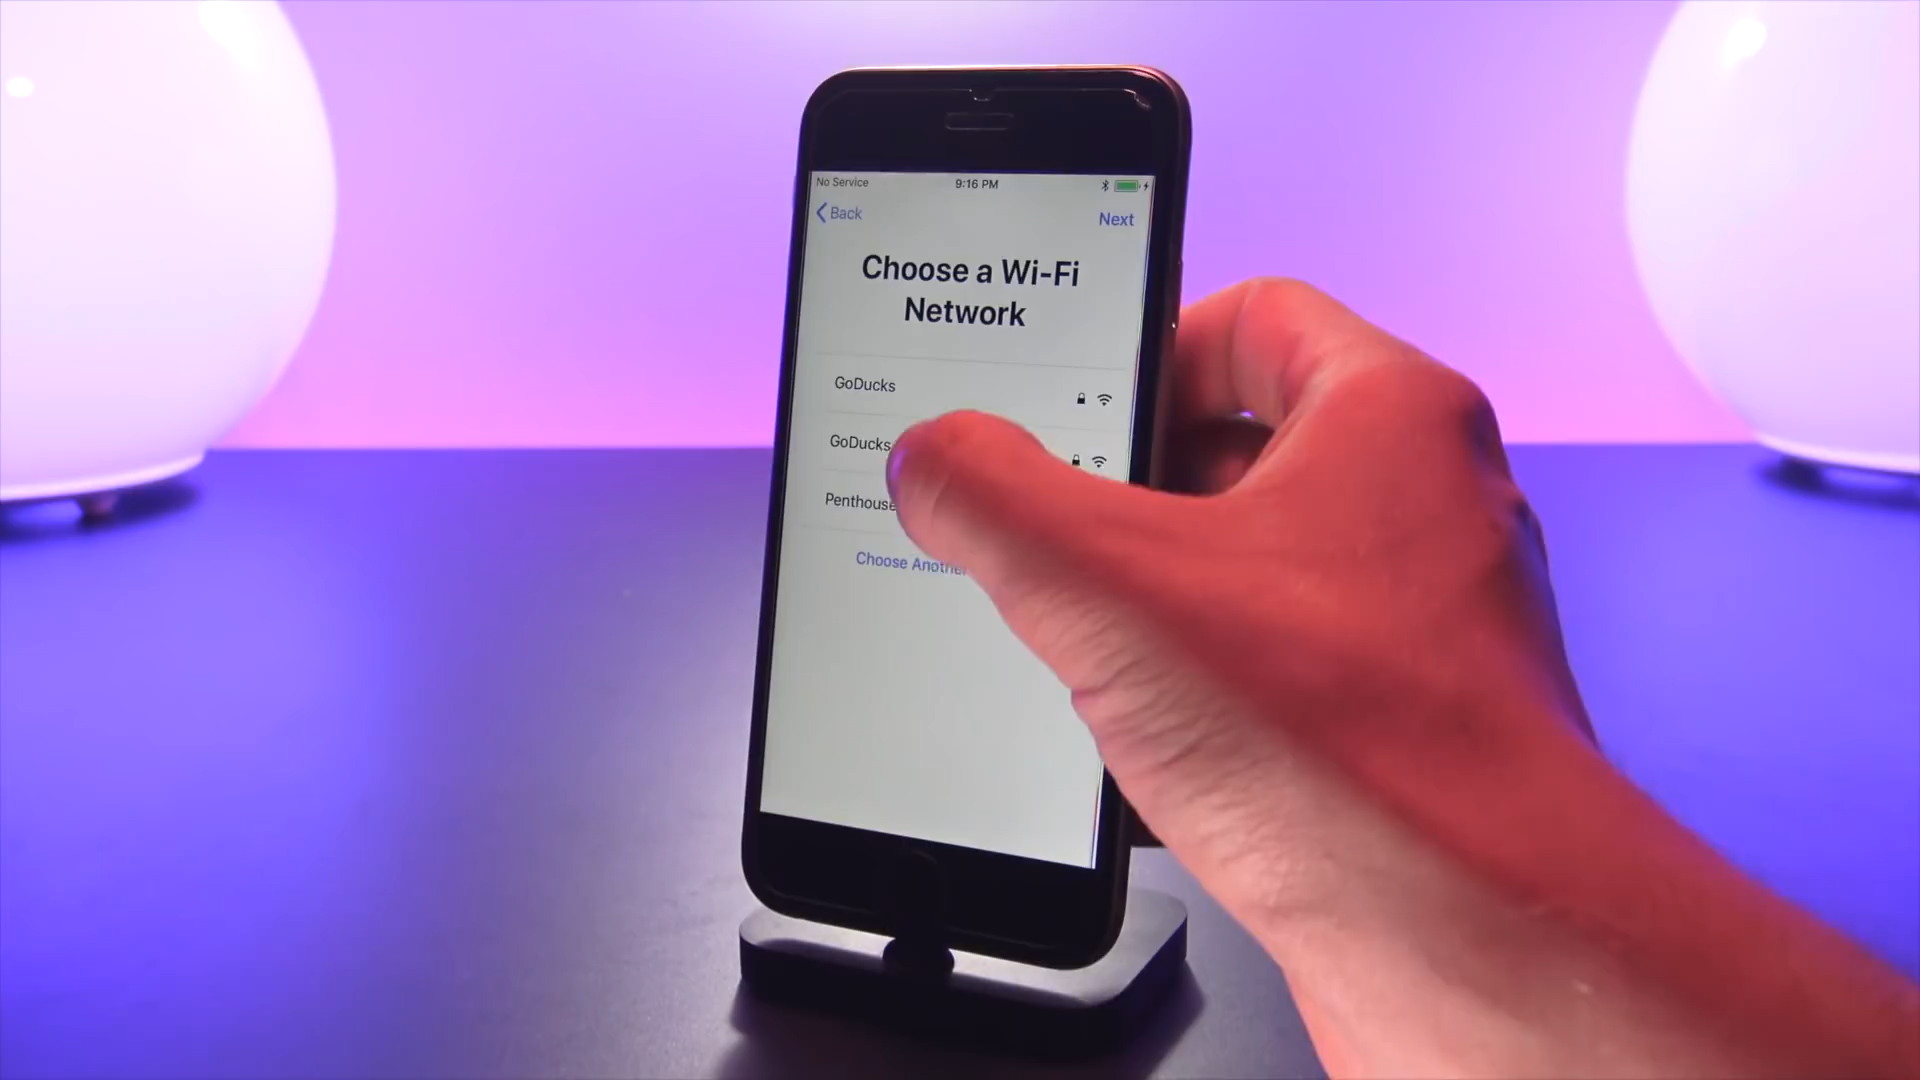 No Service
9:16 PM
Back
Next
Choose a Wi-Fi
Network
GoDucks
GoDucks
Penthouse
Choose Another